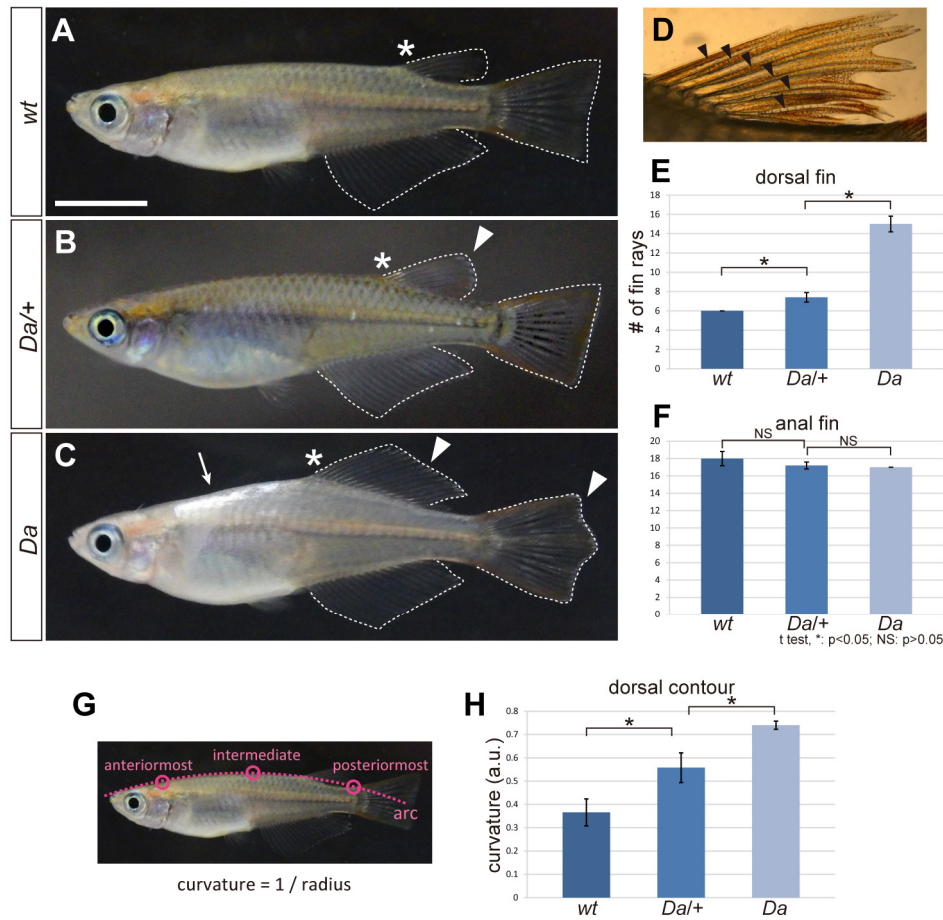 A
*
wt
B
*
Da/+
C
*
Da
D
E
dorsal fin
# of fin rays
18
16
14
12
10
8
6
4
2
0
*
*
wt
Da/+
Da
F
anal fin
20
18
16
14
12
10
8
6
4
2
0
NS
NS
wt
Da/+
Da
t test, *: p<0.05; NS: p>0.05
G
anteriormost
intermediate
posteriormost
arc
curvature = 1 / radius
H
dorsal contour
curvature (a.u.)
0.8
0.7
0.6
0.5
0.4
0.3
0.2
0.1
0
*
*
wt
Da/+
Da